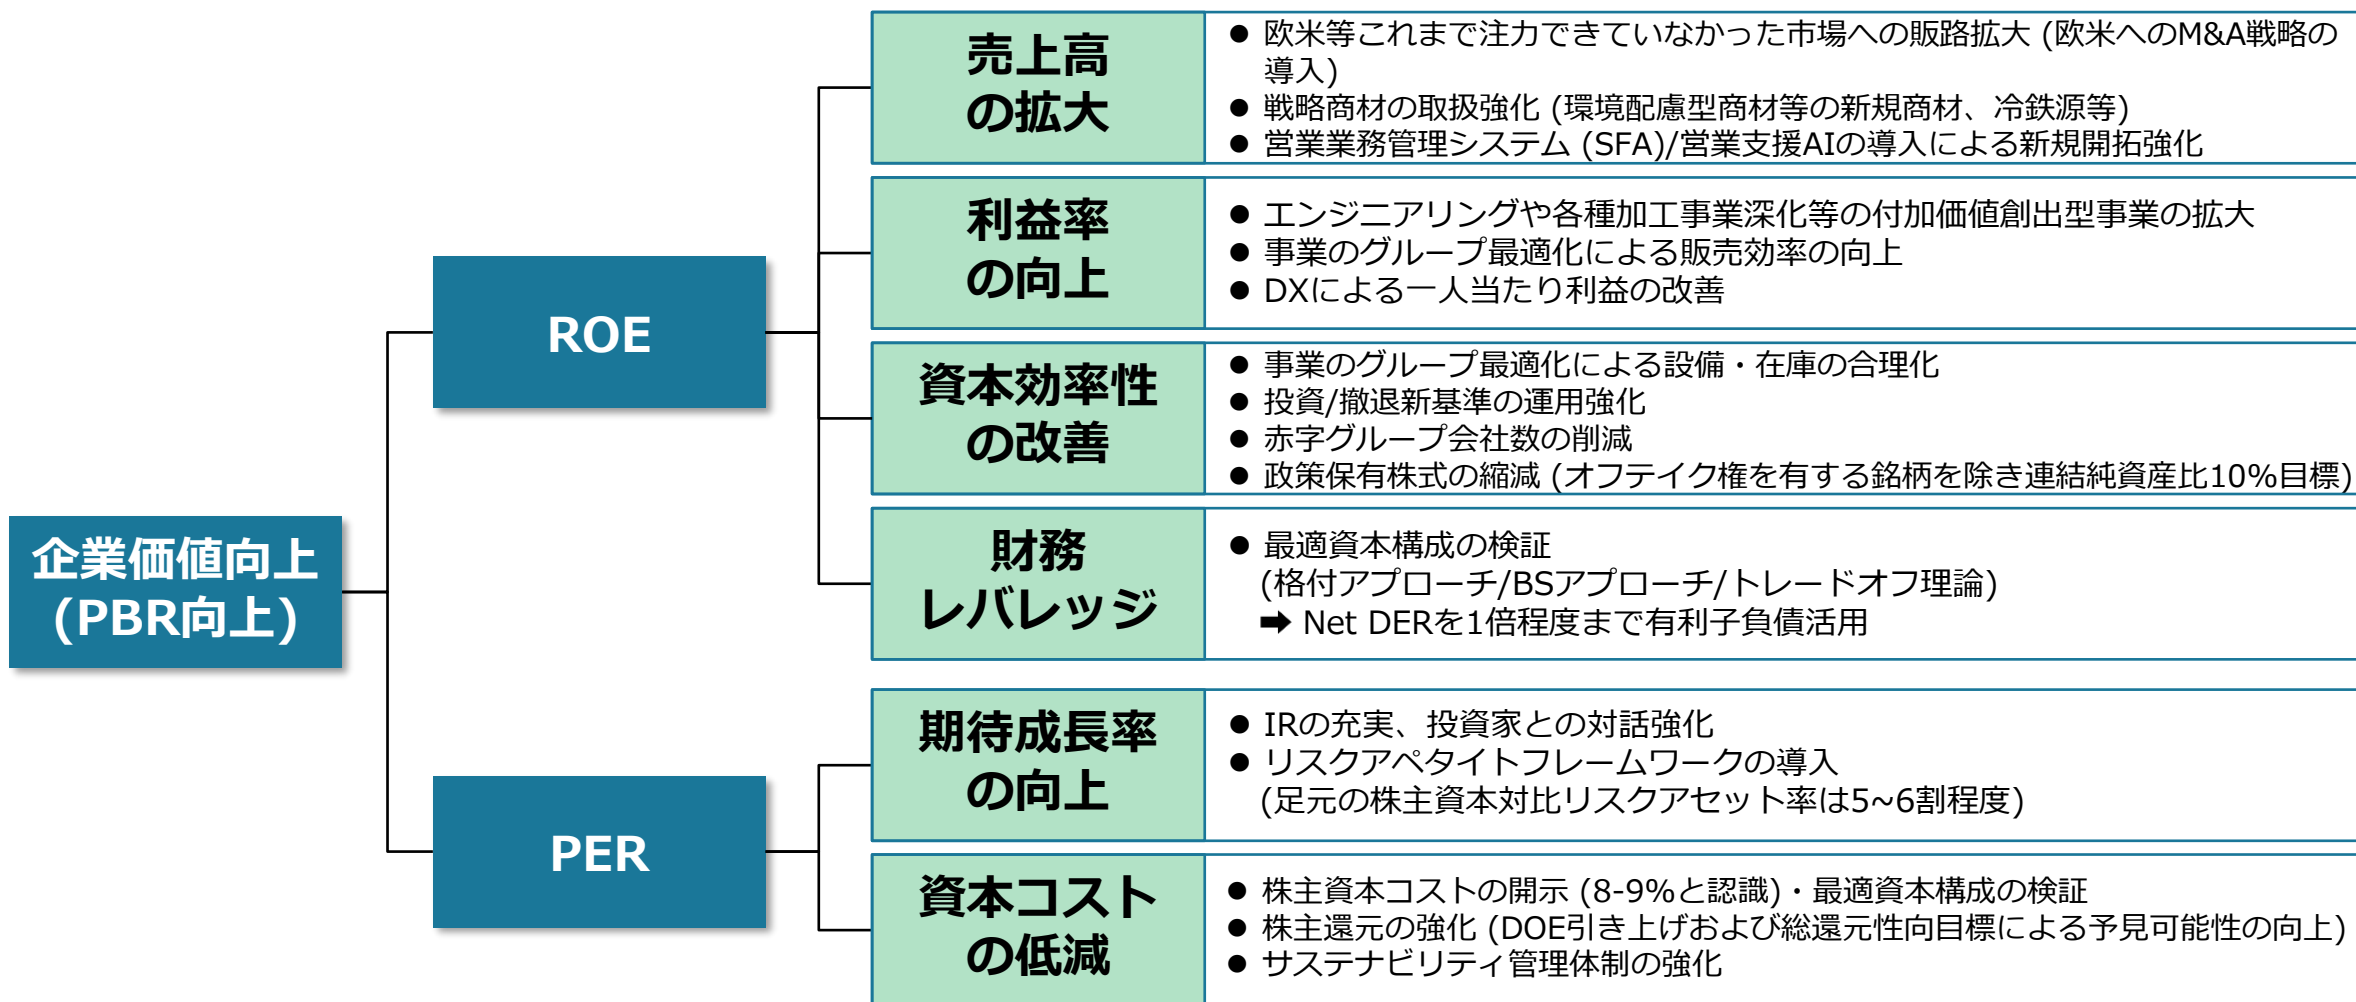 企業価値向上
(PBR向上)
ROE
売上高
の拡大
● 欧米等これまで注力できていなかった市場への販路拡大 (欧米へのM&A戦略の
導入)
● 戦略商材の取扱強化 (環境配慮型商材等の新規商材、冷鉄源等)
● 営業業務管理システム (SFA)/営業支援AIの導入による新規開拓強化
利益率
の向上
● エンジニアリングや各種加工事業深化等の付加価値創出型事業の拡大
● 事業のグループ最適化による販売効率の向上
● DXによる一人当たり利益の改善
資本効率性
の改善
● 事業のグループ最適化による設備・在庫の合理化
● 投資/撤退新基準の運用強化
● 赤字グループ会社数の削減
● 政策保有株式の縮減 (オフテイク権を有する銘柄を除き連結純資産比10%目標)
財務
レバレッジ
● 最適資本構成の検証
(格付アプローチ/BSアプローチ/トレードオフ理論)
➡ Net DERを1倍程度まで有利子負債活用
PER
期待成長率
の向上
● IRの充実、投資家との対話強化
● リスクアペタイトフレームワークの導入
(足元の株主資本対比リスクアセット率は5~6割程度)
資本コスト
の低減
● 株主資本コストの開示 (8-9%と認識)・最適資本構成の検証
● 株主還元の強化 (DOE引き上げおよび総還元性向目標による予見可能性の向上)
● サステナビリティ管理体制の強化